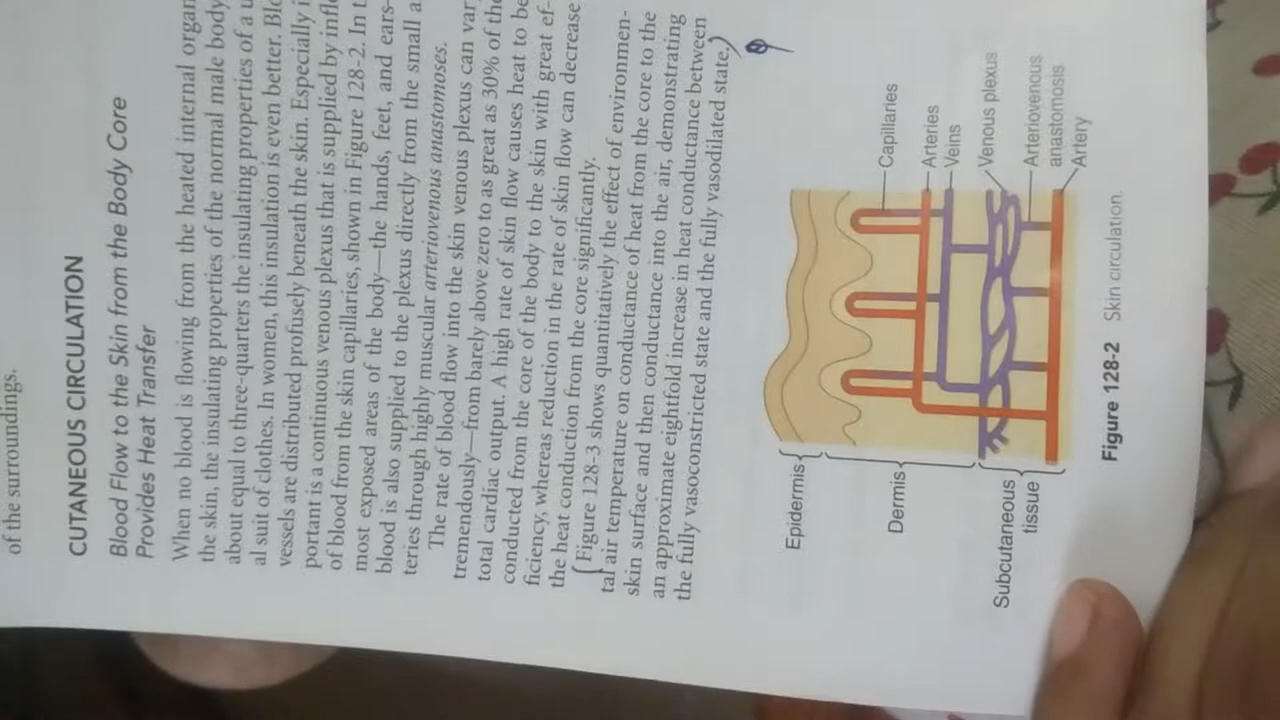 of the surroundings.
CUTANEOUS CIRCULATION
Blood Flow to the Skin from the Body Core
Provides Heat Transfer
When no blood is flowing from the heated internal organ
the skin, the insulating properties of the normal male body
about equal to three-quarters the insulating properties of a u
al suit of clothes. In women, this insulation is even better. Blo
vessels are distributed profusely beneath the skin. Especially i
portant is a continuous venous plexus that is supplied by infl
of blood from the skin capillaries, shown in Figure 128-2. In t
most exposed areas of the body—the hands, feet, and ears—
blood is also supplied to the plexus directly from the small a
teries through highly muscular arteriovenous anastomoses.
The rate of blood flow into the skin venous plexus can var
tremendously—from barely above zero to as great as 30% of the
total cardiac output. A high rate of skin flow causes heat to be
conducted from the core of the body to the skin with great ef-
ficiency, whereas reduction in the rate of skin flow can decrease
the heat conduction from the core significantly.
(Figure 128-3 shows quantitatively the effect of environmen-
tal air temperature on conductance of heat from the core to the
skin surface and then conductance into the air, demonstrating
an approximate eightfold increase in heat conductance between
the fully vasoconstricted state and the fully vasodilated state.)
Epidermis
Dermis
Subcutaneous
tissue
Capillaries
Arteries
Veins
Venous plexus
Arteriovenous
anastomosis
Artery
Figure 128-2 Skin circulation.